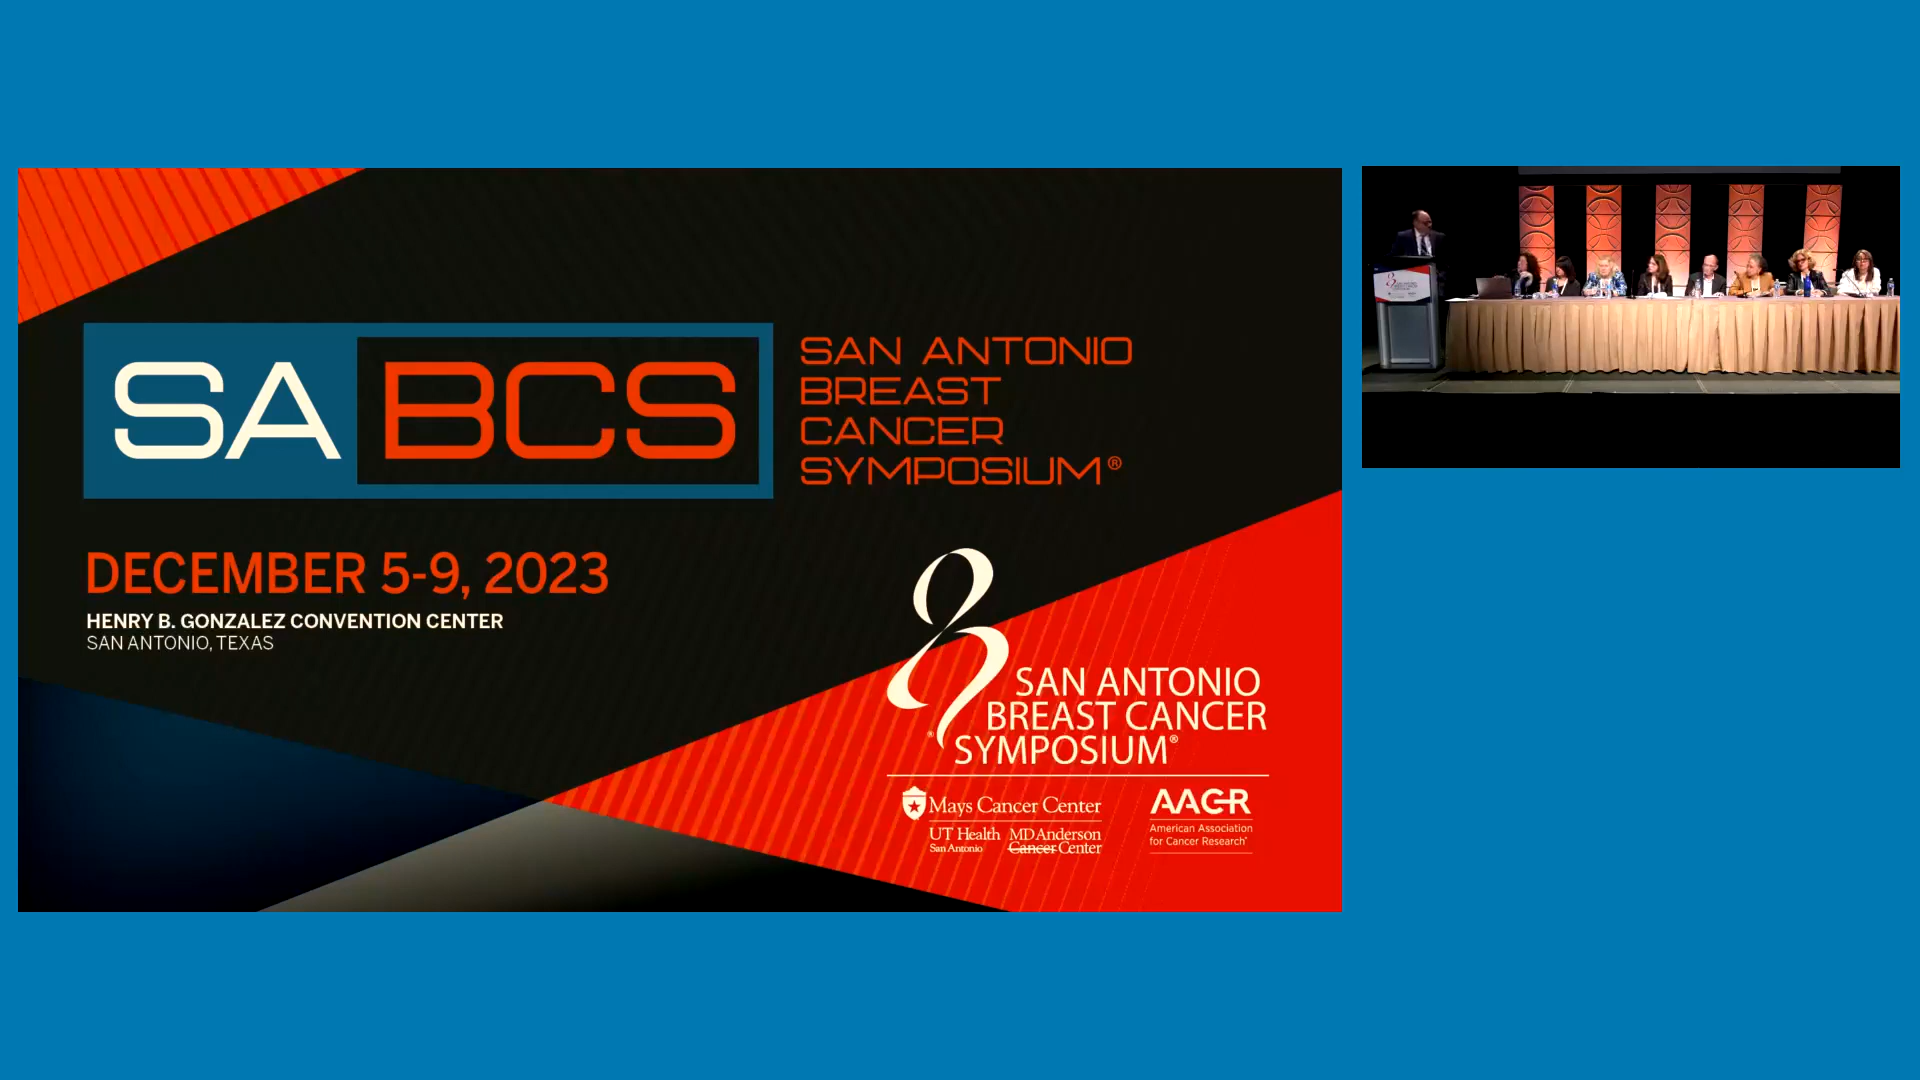 SA BCS
SAN ANTONIO
BREAST
CANCER
SYMPOSIUM®
DECEMBER 5-9, 2023
HENRY B. GONZALEZ CONVENTION CENTER
SAN ANTONIO, TEXAS
®
SAN ANTONIO
BREAST CANCER
SYMPOSIUM®
Mays Cancer Center
UT Health
San Antonio
MD Anderson
Cancer Center
AACR
American Association
for Cancer Research®